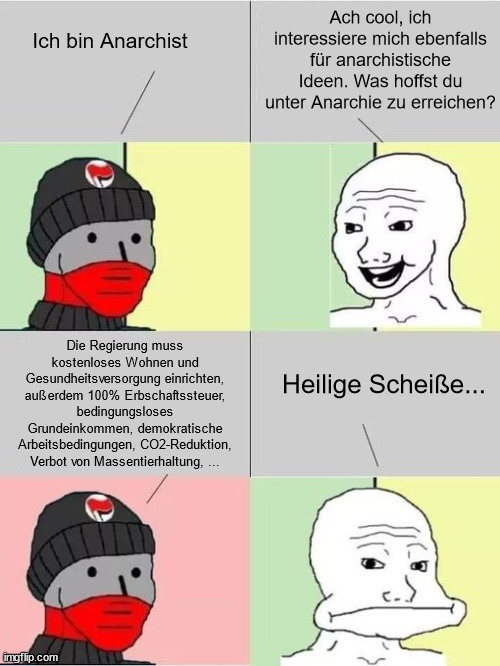 Ich bin Anarchist
Ach cool, ich
interessiere mich ebenfalls
für anarchistische
Ideen. Was hoffst du
unter Anarchie zu erreichen?
Die Regierung muss
kostenloses Wohnen und
Gesundheitsversorgung einrichten,
außerdem 100% Erbschaftssteuer,
bedingungsloses
Grundeinkommen, demokratische
Arbeitsbedingungen, CO2-Reduktion,
Verbot von Massentierhaltung, ...
Heilige Scheiße...
imgflip.com